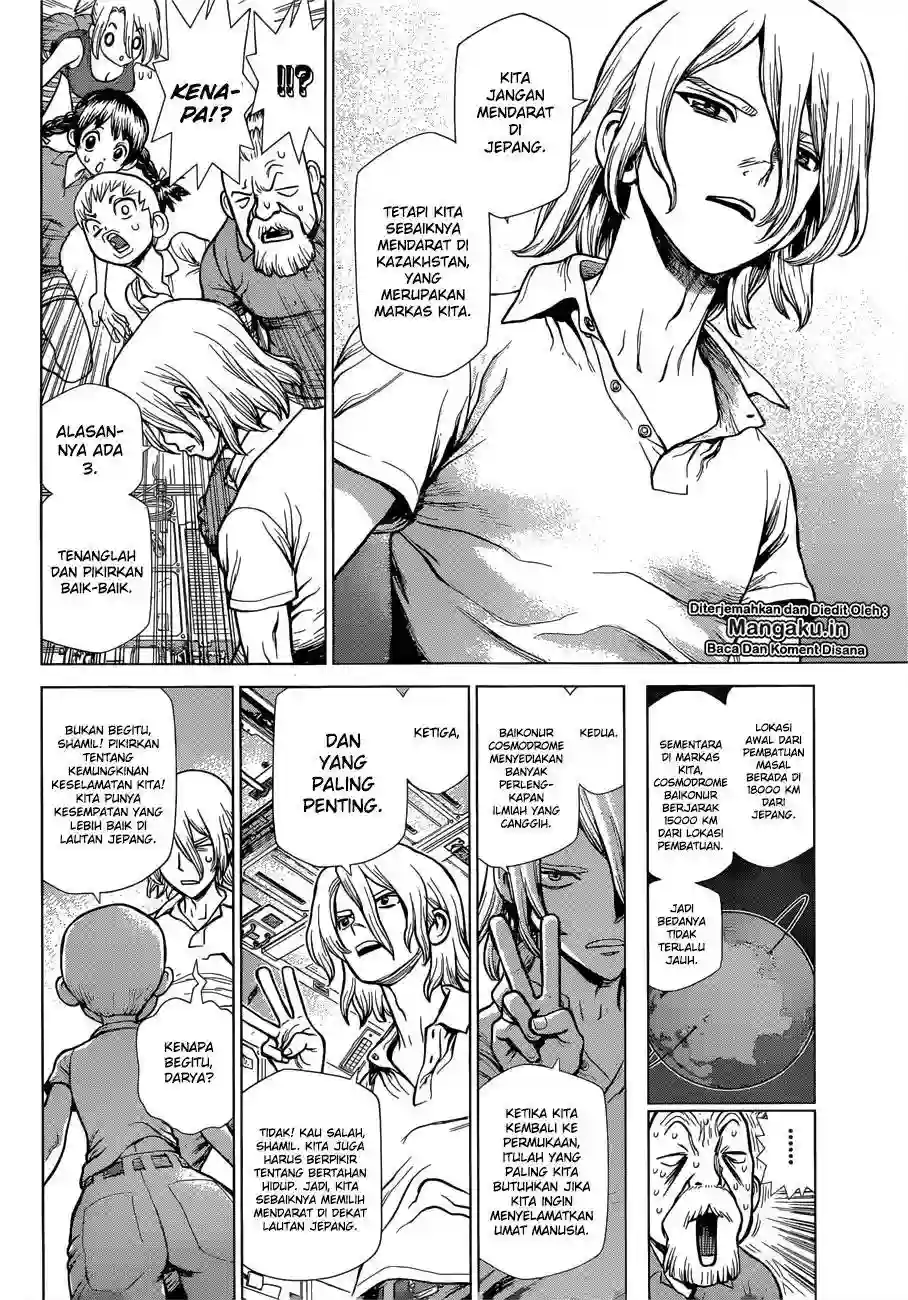 KITA
JANGAN
MENDARAT
DI
JEPANG.
TETAPI KITA
SEBAIKNYA
MENDARAT DI
KAZAKHSTAN,
YANG
MERUPAKAN
MARKAS KITA.
!!?
KENA-
PA!?
ALASAN-
NYA ADA
3.
TENANGLAH
DAN PIKIRKAN
BAIK-BAIK.
Diterjemahkan dan Diedit Oleh :
Mangaku.in
Baca Dan Koment Disana
LOKASI
AWAL DARI
PEMBATUAN
MASAL
BERADA DI
18000 KM
DARI
JEPANG.
SEMENTARA
DI MARKAS
KITA,
COSMODROME
BAIKONUR
BERJARAK
15000 KM
DARI LOKASI
PEMBATUAN.
JADI
BEDANYA
TIDAK
TERLALU
JAUH.
........
KEDUA.
BAIKONUR
COSMODROME
MENYEDIAKAN
BANYAK
PERLENG-
KAPAN
ILMIAH YANG
CANGGIH.
KETIKA KITA
KEMBALI KE
PERMUKAAN,
ITULAH YANG
PALING KITA
BUTUHKAN JIKA
KITA INGIN
MENYELAMATKAN
UMAT MANUSIA.
KETIGA,
DAN
YANG
PALING
PENTING.
TIDAK! KAU SALAH,
SHAMIL. KITA JUGA
HARUS BERPIKIR
TENTANG BERTAHAN
HIDUP. JADI, KITA
SEBAIKNYA MEMILIH
MENDARAT DI DEKAT
LAUTAN JEPANG.
BUKAN BEGITU,
SHAMIL! PIKIRKAN
TENTANG
KEMUNGKINAN
KESELAMATAN KITA!
KITA PUNYA
KESEMPATAN YANG
LEBIH BAIK DI
LAUTAN JEPANG.
KENAPA
BEGITU,
DARYA?